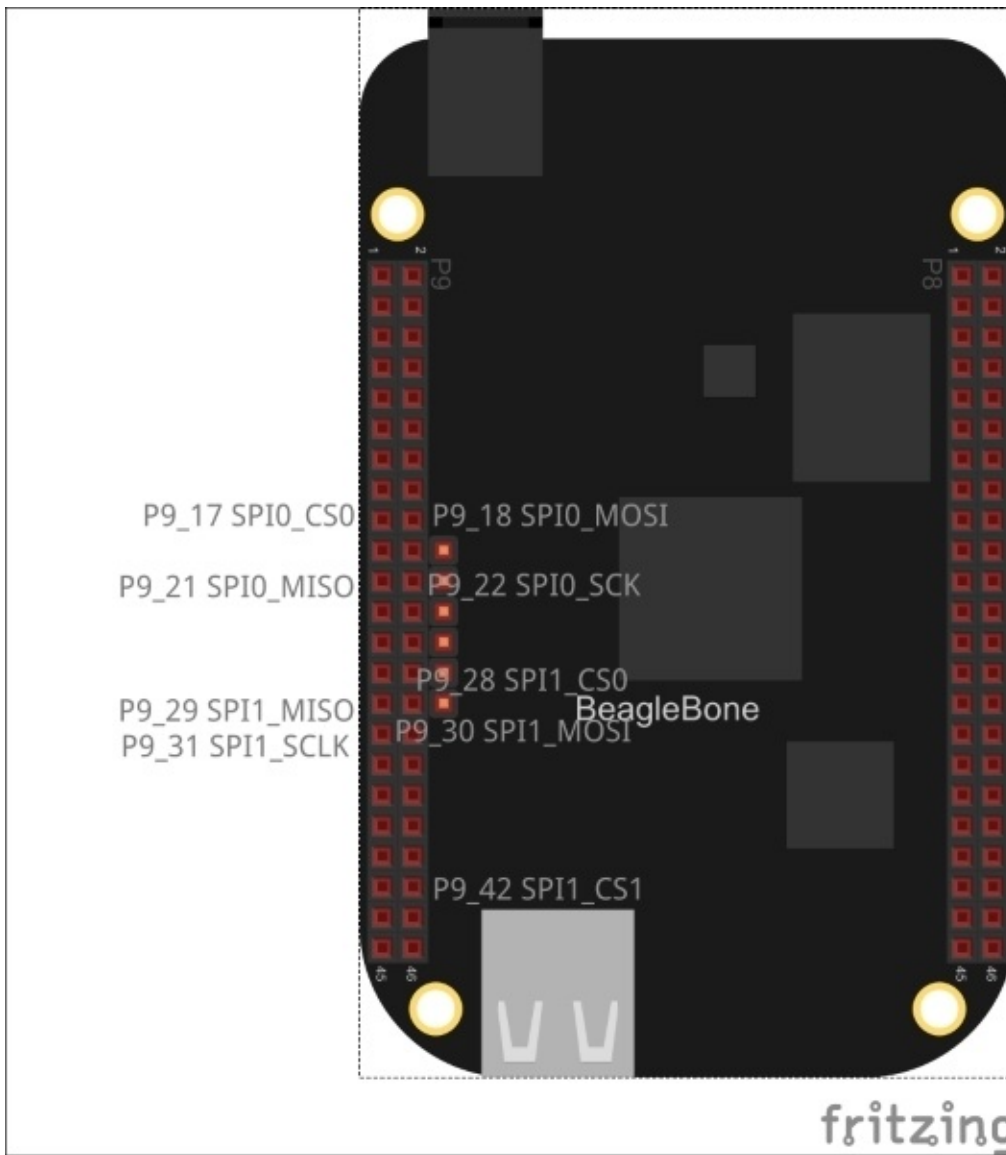 1 2 1 2
P9 P8
P9_17 SPI0_CS0 P9_18 SPI0_MOSI
P9_21 SPI0_MISO P9_22 SPI0_SCK
P9_28 SPI1_CS0
P9_29 SPI1_MISO BeagleBone
P9_30 SPI1_MOSI
P9_31 SPI1_SCLK
P9_42 SPI1_CS1
45 46 45 46
fritzing